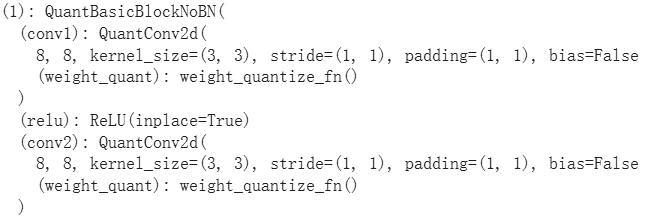 (1): QuantBasicBlockNoBN(
  (conv1): QuantConv2d(
    8, 8, kernel_size=(3, 3), stride=(1, 1), padding=(1, 1), bias=False
    (weight_quant): weight_quantize_fn()
  )
  (relu): ReLU(inplace=True)
  (conv2): QuantConv2d(
    8, 8, kernel_size=(3, 3), stride=(1, 1), padding=(1, 1), bias=False
    (weight_quant): weight_quantize_fn()
  )